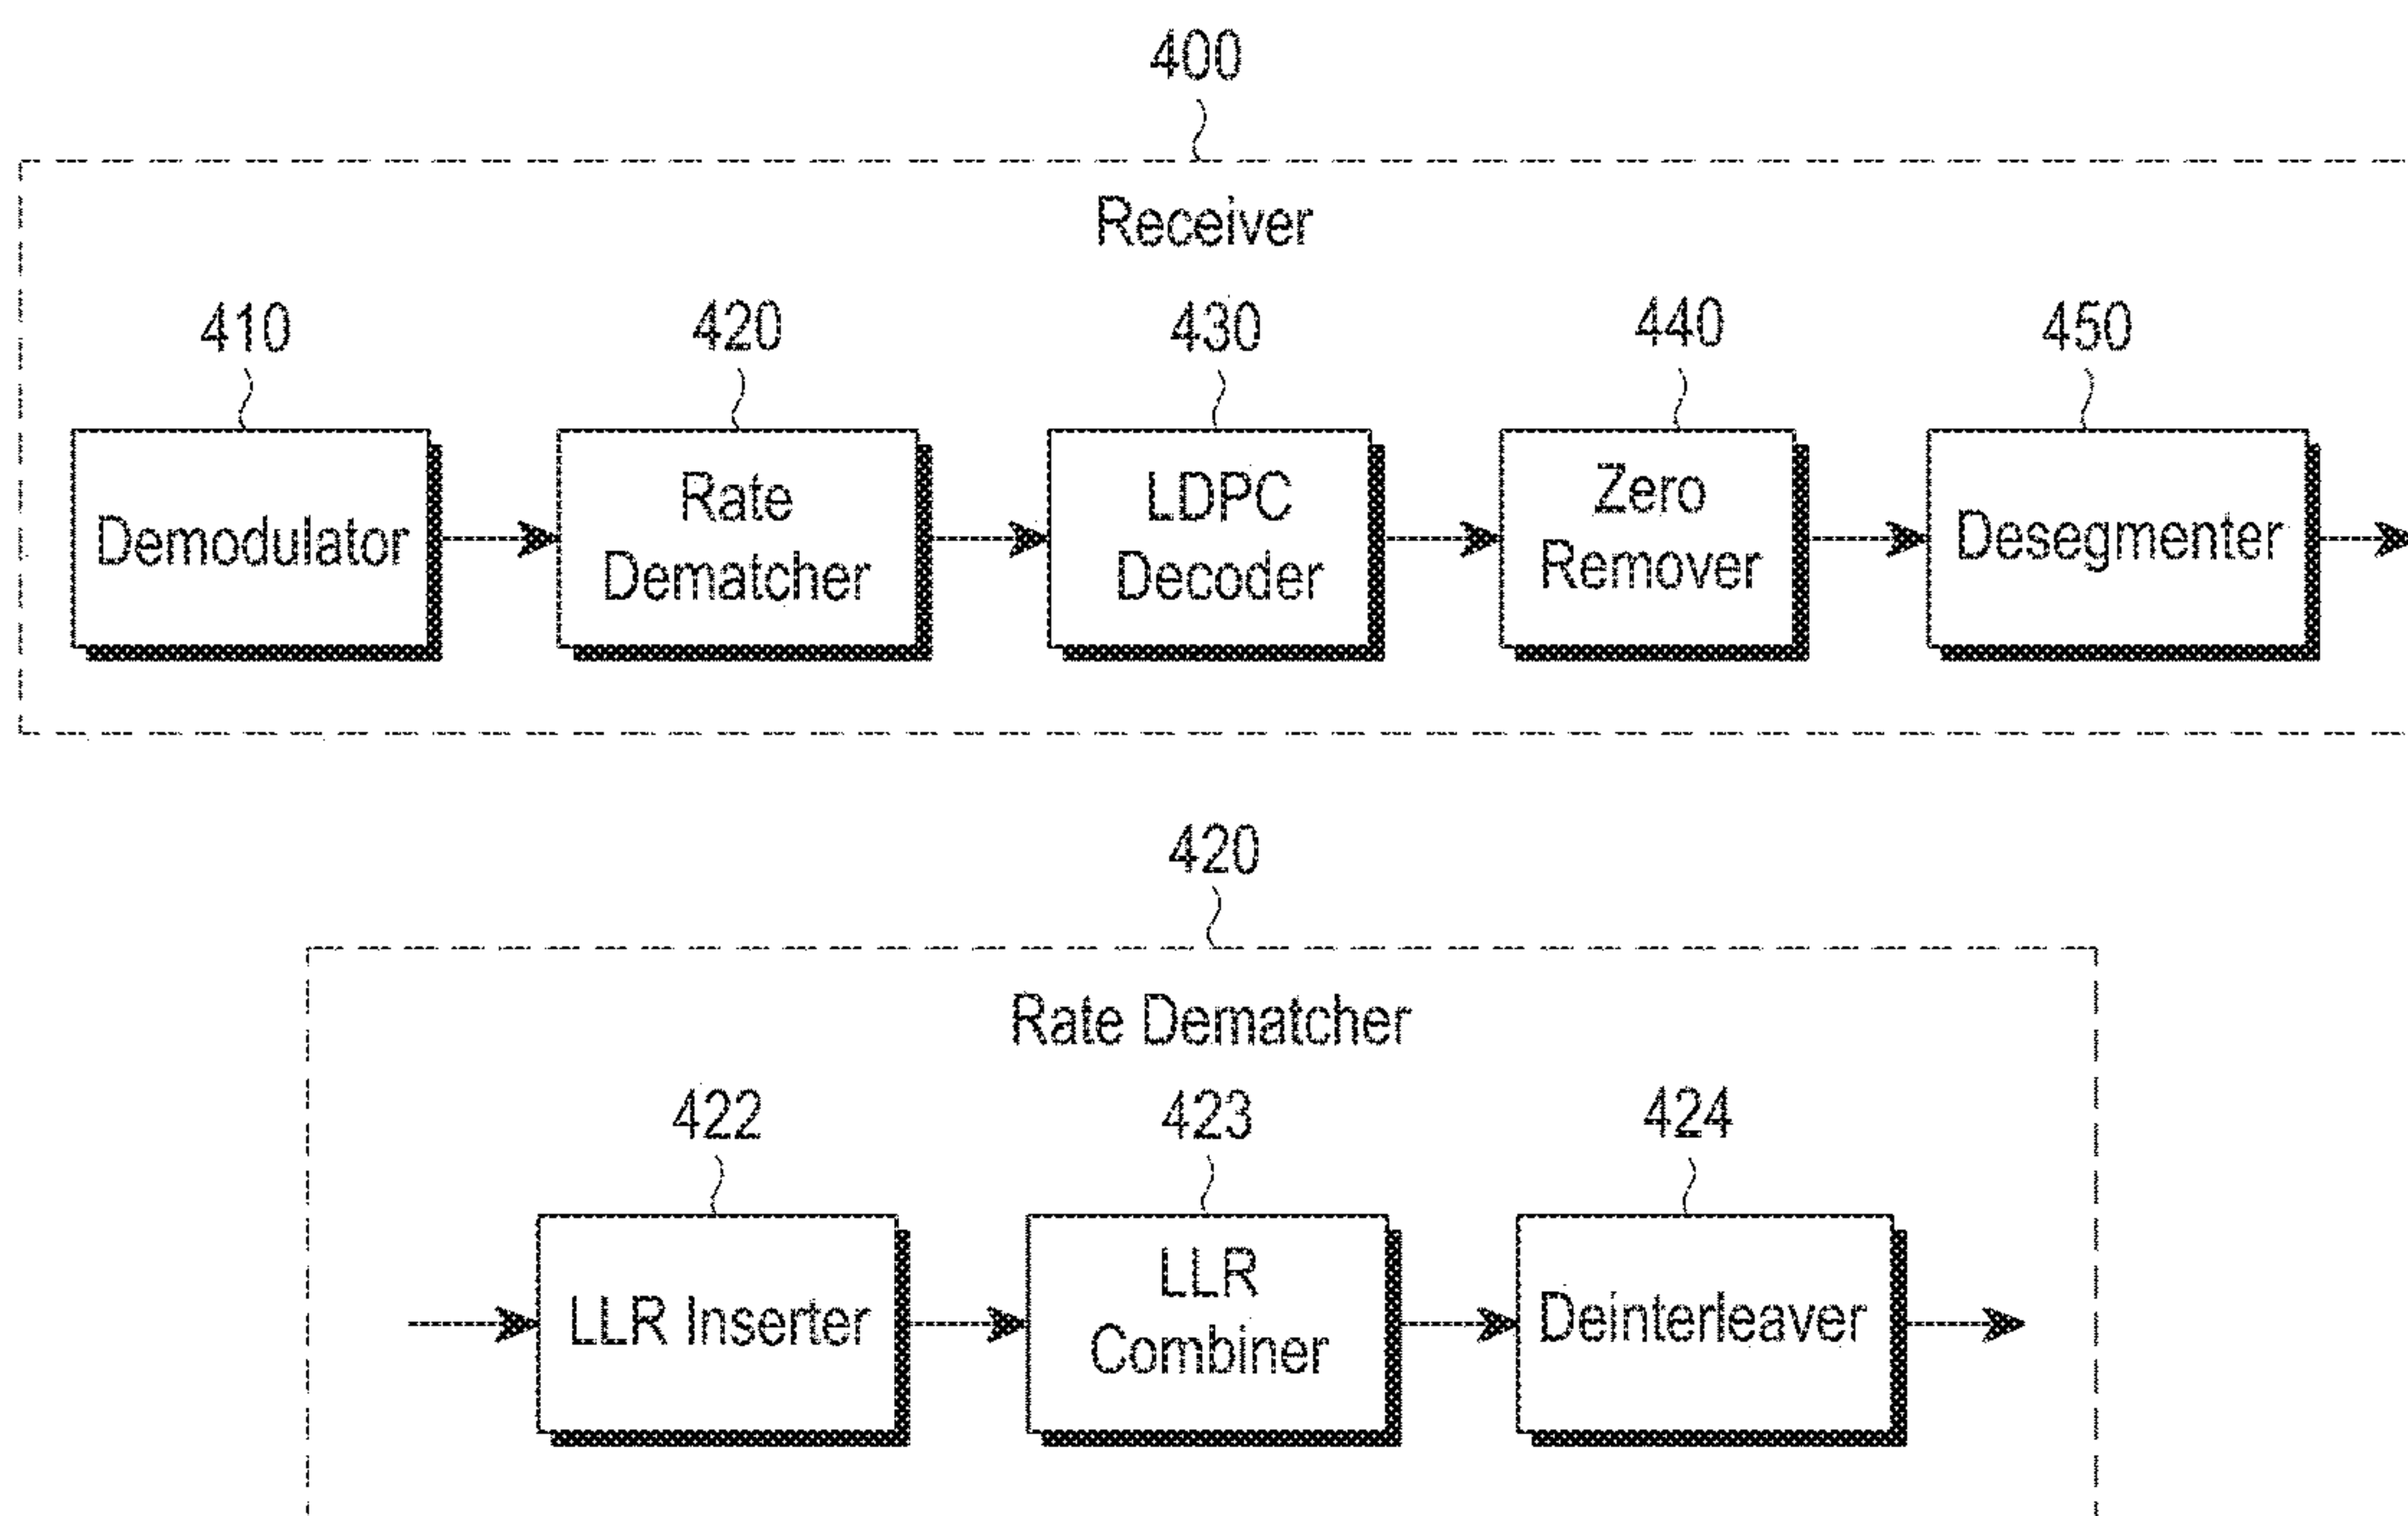 400
Receiver
410
420
430
440
450
Demodulator
Rate
Dematcher
LDPC
Decoder
Zero
Remover
Desegmenter
420
Rate Dematcher
422
423
424
LLR Inserter
LLR
Combiner
Deinterleaver